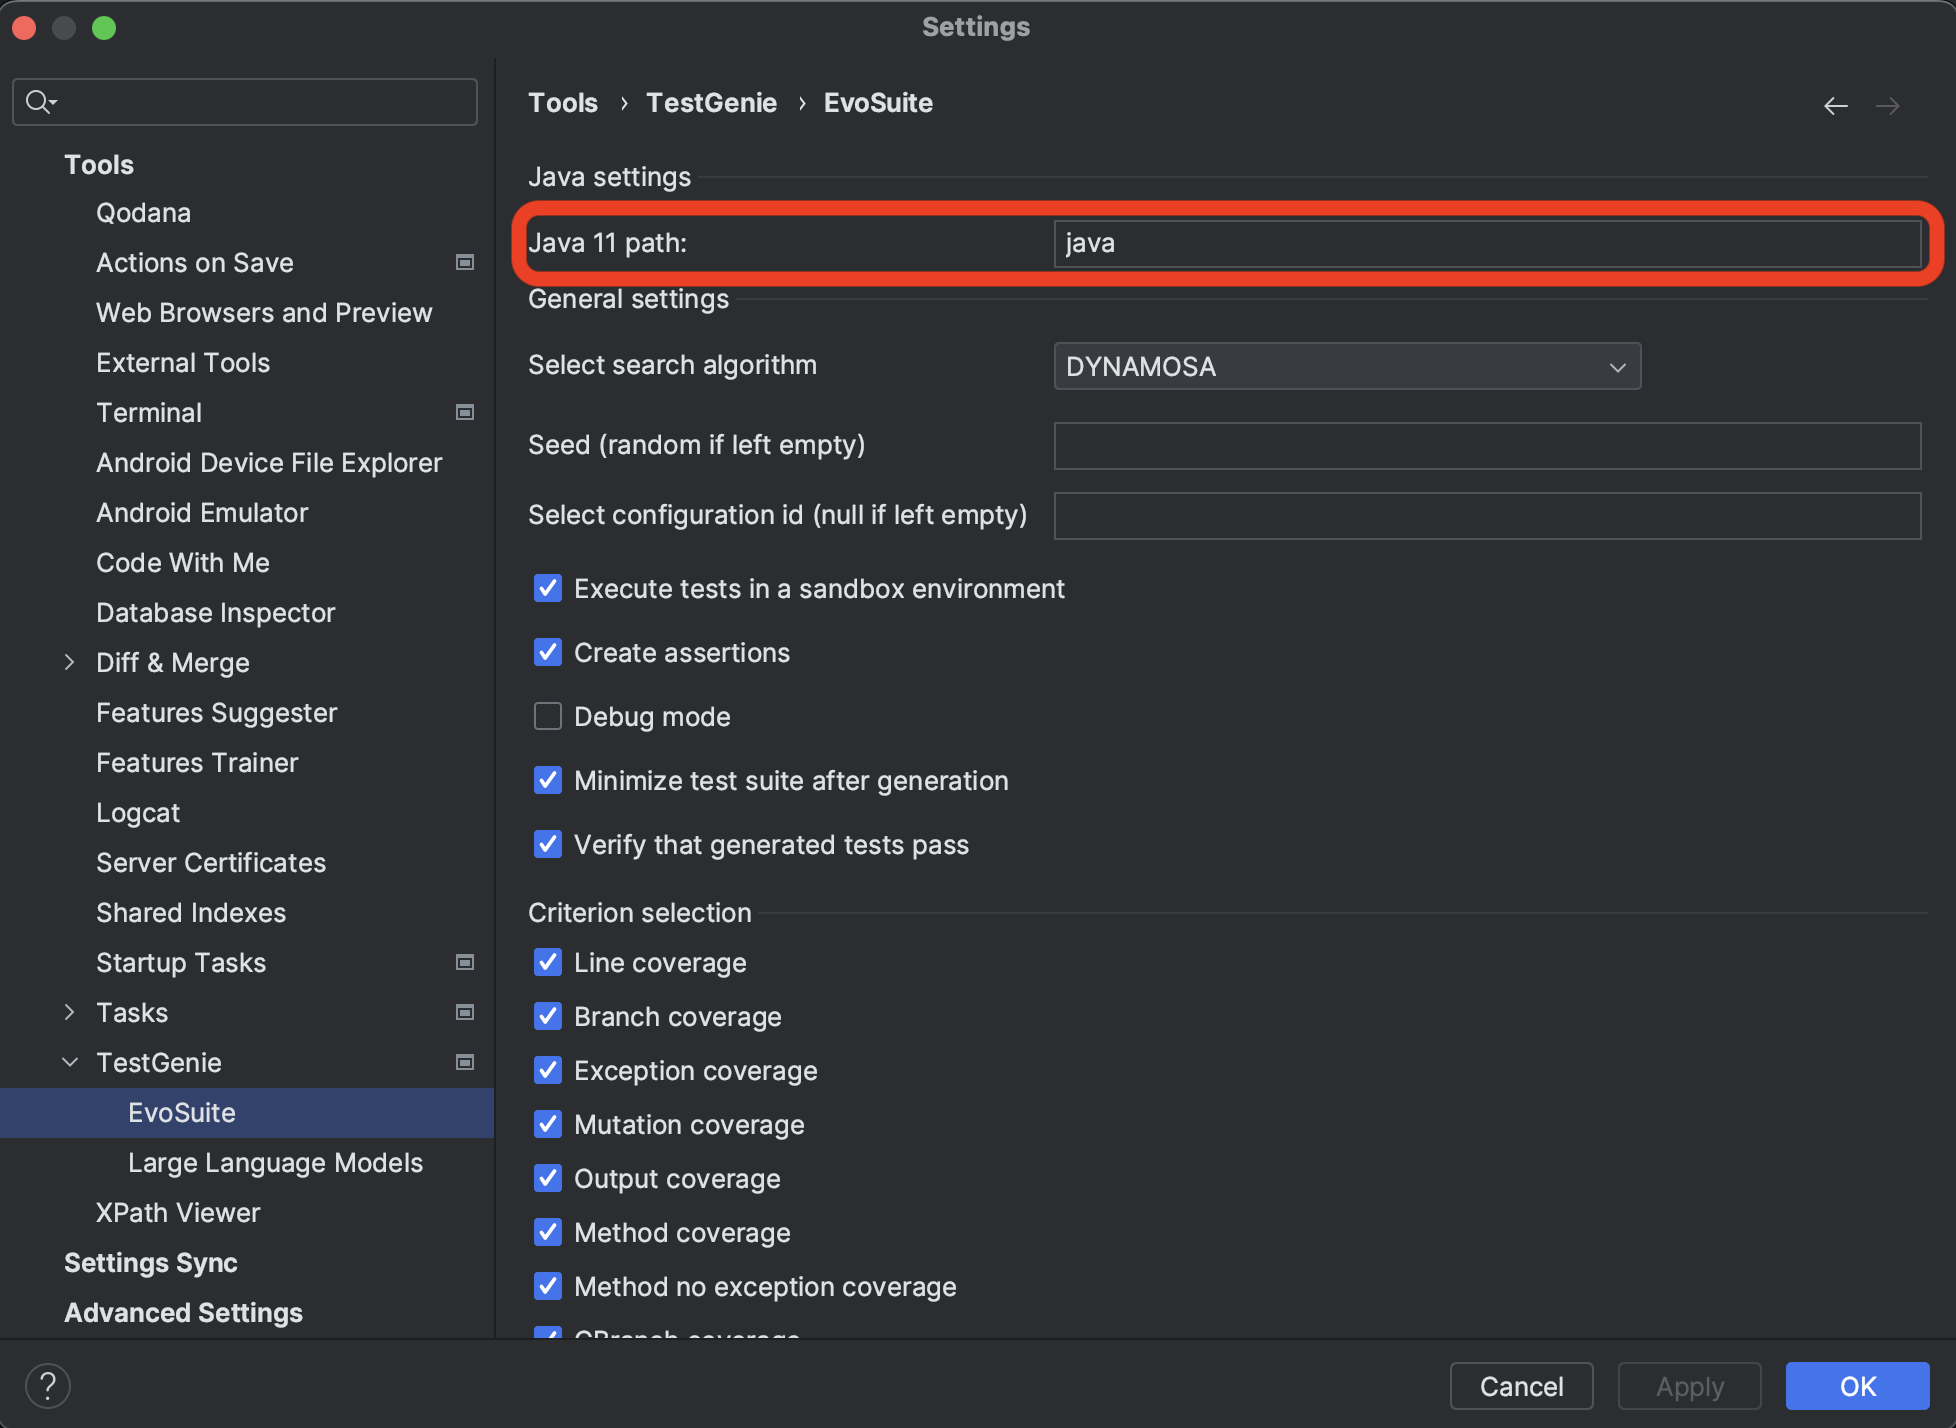 Settings
Tools
Qodana
Actions on Save
Web Browsers and Preview
External Tools
Terminal
Android Device File Explorer
Android Emulator
Code With Me
Database Inspector
Diff & Merge
Features Suggester
Features Trainer
Logcat
Server Certificates
Shared Indexes
Startup Tasks
Tasks
TestGenie
EvoSuite
Large Language Models
XPath Viewer
Settings Sync
Advanced Settings
Tools › TestGenie › EvoSuite
Java settings
Java 11 path: java
General settings
Select search algorithm DYNAMOSA
Seed (random if left empty)
Select configuration id (null if left empty)
Execute tests in a sandbox environment
Create assertions
Debug mode
Minimize test suite after generation
Verify that generated tests pass
Criterion selection
Line coverage
Branch coverage
Exception coverage
Mutation coverage
Output coverage
Method coverage
Method no exception coverage
CBranch coverage
? Cancel Apply OK